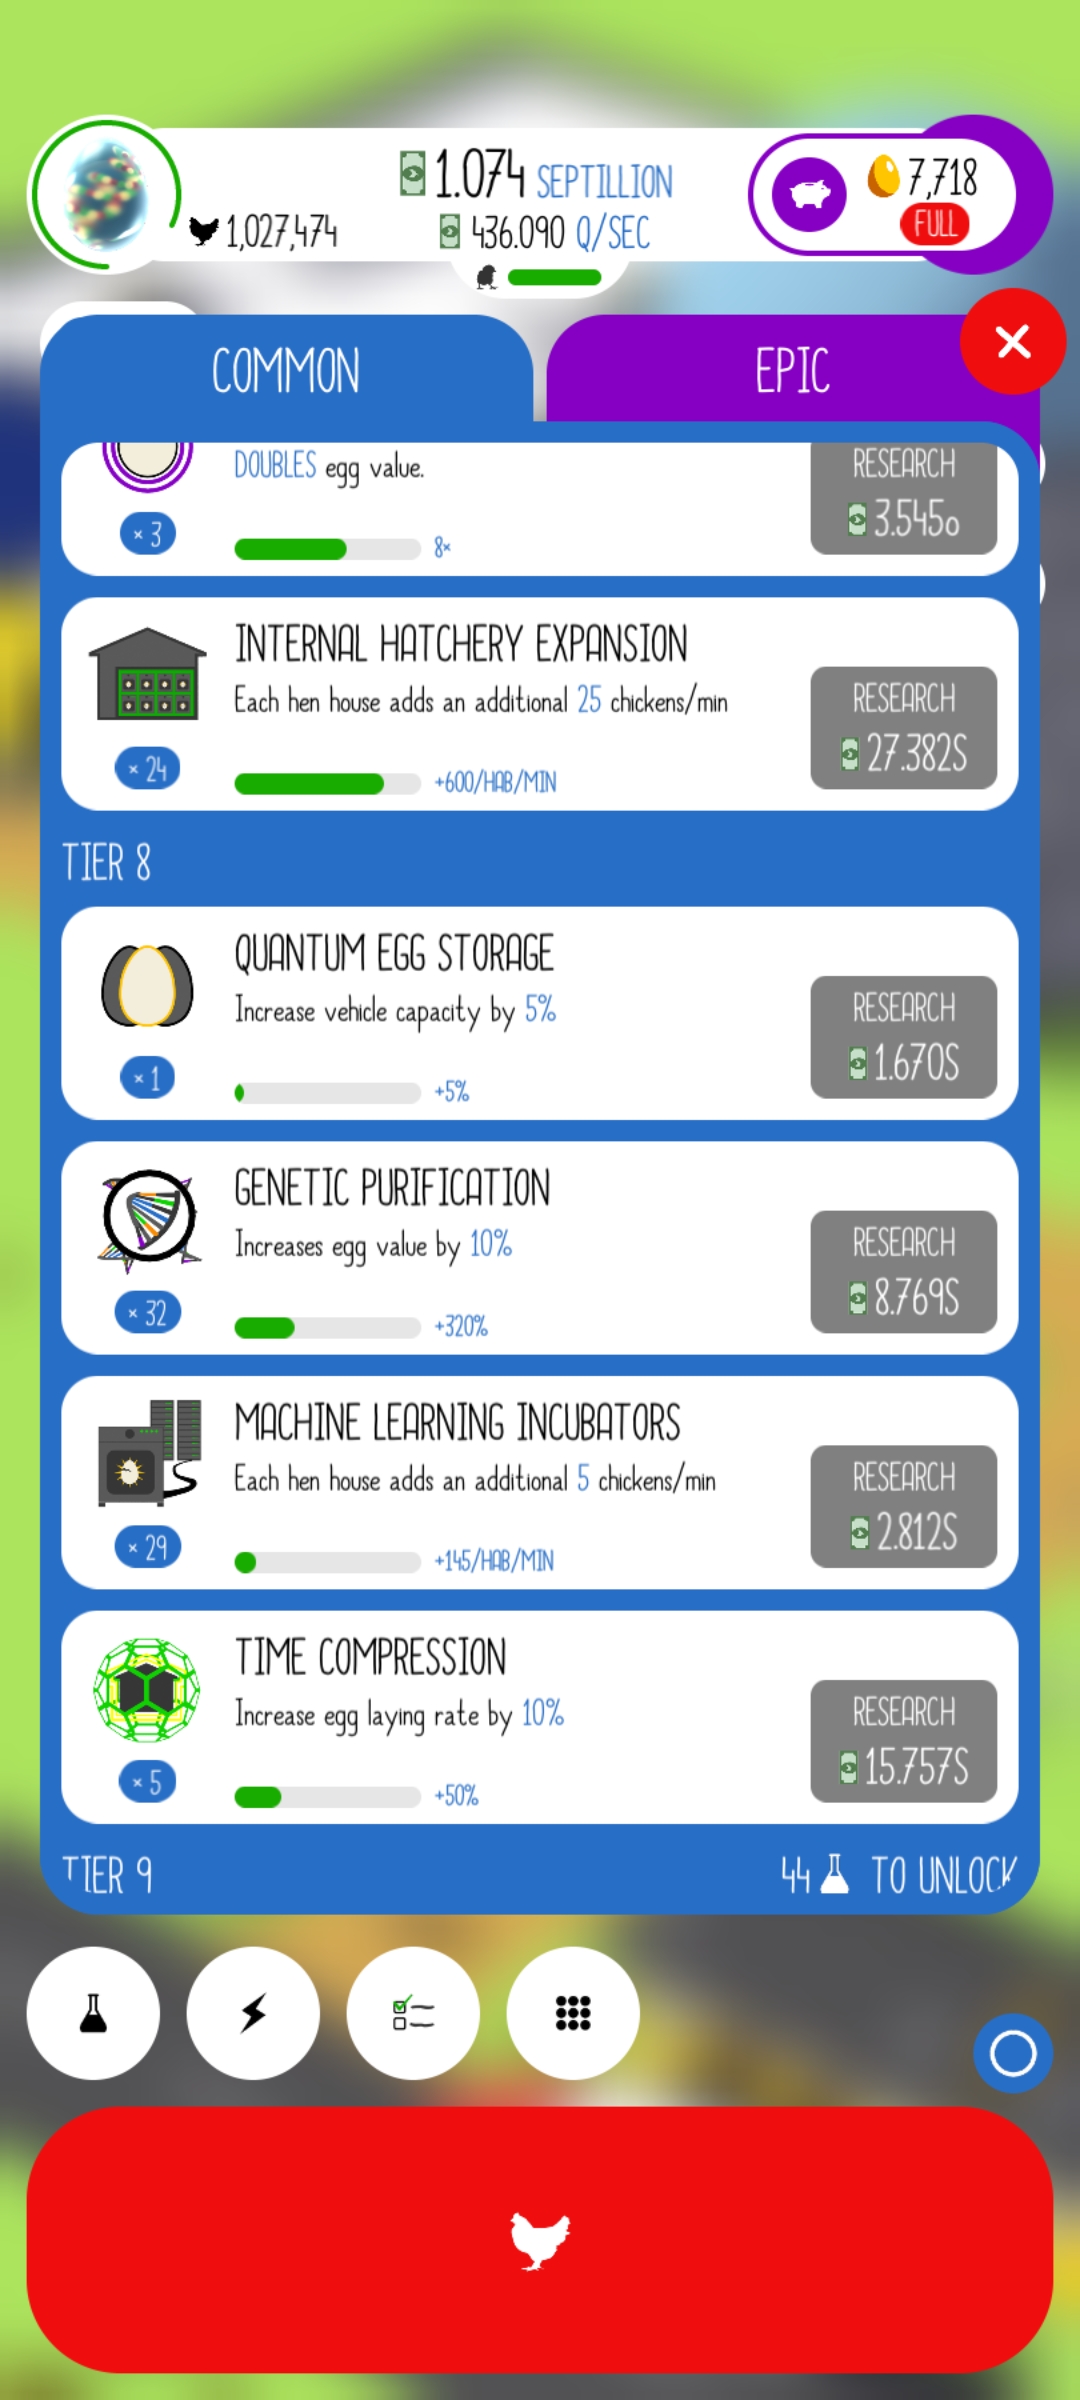 1.074 SEPTILLION
1,027,474
436.090 Q/SEC
7,718
FULL
COMMON
EPIC
DOUBLES egg value.
× 3
8×
RESEARCH
3.545o
INTERNAL HATCHERY EXPANSION
Each hen house adds an additional 25 chickens/min
× 24
+600/HAB/MIN
RESEARCH
27.382S
TIER 8
QUANTUM EGG STORAGE
Increase vehicle capacity by 5%
× 1
+5%
RESEARCH
1.670S
GENETIC PURIFICATION
Increases egg value by 10%
× 32
+320%
RESEARCH
8.769S
MACHINE LEARNING INCUBATORS
Each hen house adds an additional 5 chickens/min
× 29
+145/HAB/MIN
RESEARCH
2.812S
TIME COMPRESSION
Increase egg laying rate by 10%
× 5
+50%
RESEARCH
15.757S
TIER 9
44 TO UNLOCK